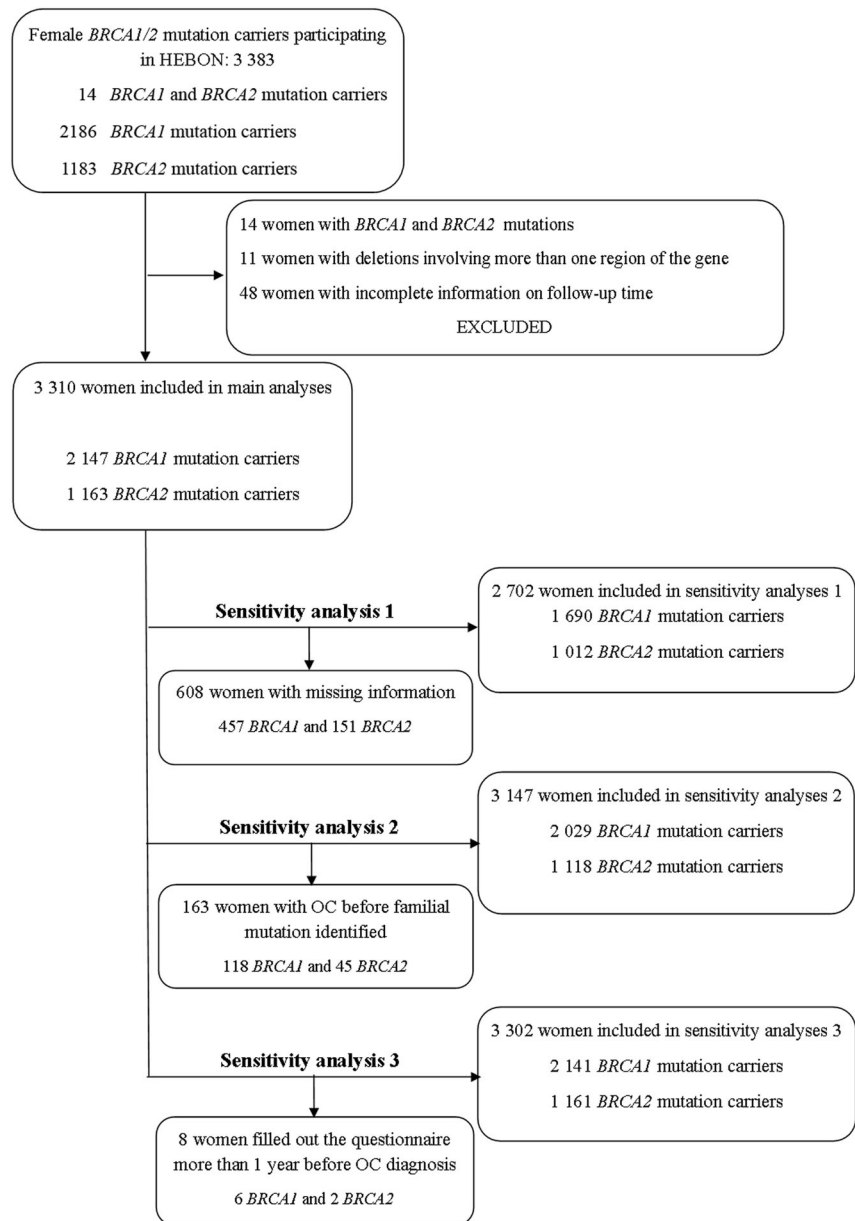 Female BRCA1/2 mutation carriers participating
in HEBON: 3 383
14 BRCA1 and BRCA2 mutation carriers
2186 BRCA1 mutation carriers
1183 BRCA2 mutation carriers
14 women with BRCA1 and BRCA2 mutations
11 women with deletions involving more than one region of the gene
48 women with incomplete information on follow-up time
EXCLUDED
3 310 women included in main analyses
2 147 BRCA1 mutation carriers
1 163 BRCA2 mutation carriers
Sensitivity analysis 1
2 702 women included in sensitivity analyses 1
1 690 BRCA1 mutation carriers
1 012 BRCA2 mutation carriers
608 women with missing information
457 BRCA1 and 151 BRCA2
Sensitivity analysis 2
3 147 women included in sensitivity analyses 2
2 029 BRCA1 mutation carriers
1 118 BRCA2 mutation carriers
163 women with OC before familial
mutation identified
118 BRCA1 and 45 BRCA2
Sensitivity analysis 3
3 302 women included in sensitivity analyses 3
2 141 BRCA1 mutation carriers
1 161 BRCA2 mutation carriers
8 women filled out the questionnaire
more than 1 year before OC diagnosis
6 BRCA1 and 2 BRCA2